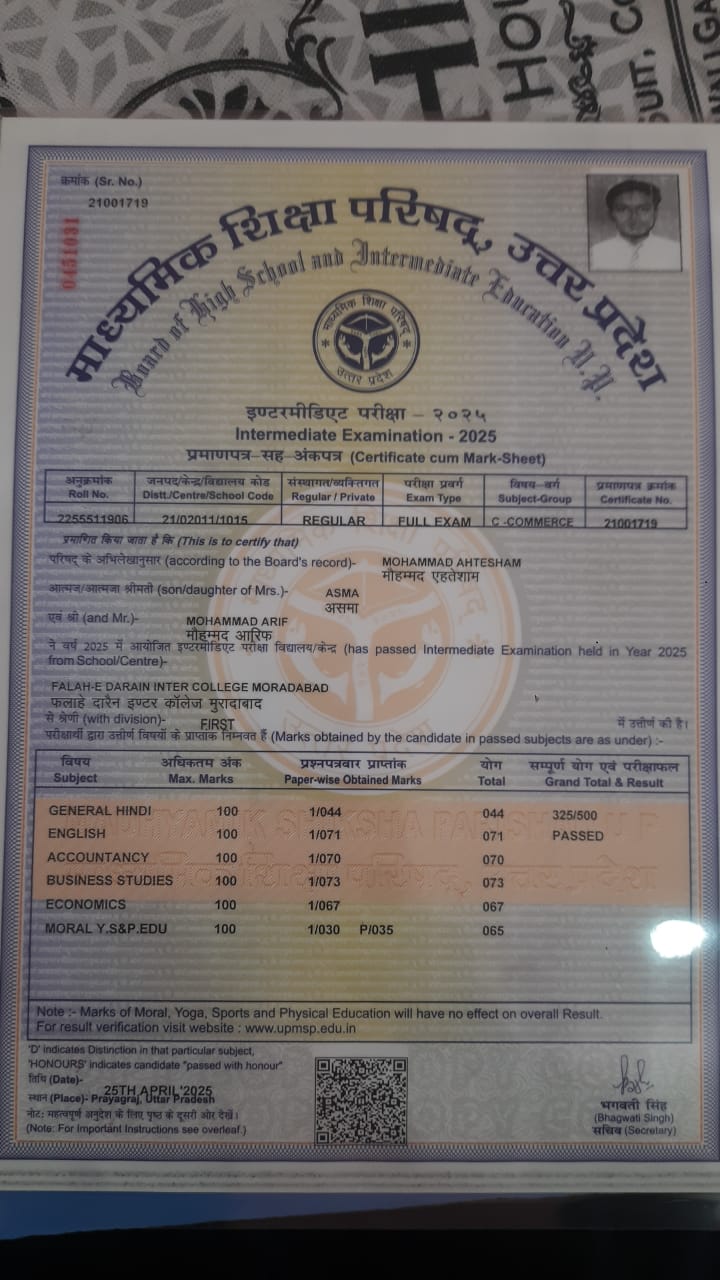 HI
HOU
SUIT, CO
क्रमांक (Sr. No.)
21001719
0451031
माध्यमिक शिक्षा परिषद्, उत्तर प्रदेश
Board of High School and Intermediate Education U.P.
माध्यमिक शिक्षा परिषद्
उत्तर प्रदेश
इण्टरमीडिएट परीक्षा - २०२५
Intermediate Examination - 2025
प्रमाणपत्र-सह-अंकपत्र (Certificate cum Mark-Sheet)
अनुक्रमांक जनपद/केन्द्र/विद्यालय कोड संस्थागत/व्यक्तिगत परीक्षा प्रवर्ग विषय-वर्ग प्रमाणपत्र क्रमांक
Roll No. Distt./Centre/School Code Regular / Private Exam Type Subject-Group Certificate No.
2255511906 21/02011/1015 REGULAR FULL EXAM C -COMMERCE 21001719
प्रमाणित किया जाता है कि (This is to certify that)
परिषद् के अभिलेखानुसार (according to the Board's record)- MOHAMMAD AHTESHAM
मौहम्मद एहतेशाम
आत्मज/आत्मजा श्रीमती (son/daughter of Mrs.)- ASMA
असमा
एवं श्री (and Mr.)- MOHAMMAD ARIF
मौहम्मद आरिफ
ने वर्ष 2025 में आयोजित इण्टरमीडिएट परीक्षा विद्यालय/केन्द्र (has passed Intermediate Examination held in Year 2025
from School/Centre)-
FALAH-E DARAIN INTER COLLEGE MORADABAD
फलाहे दारेन इण्टर कॉलेज मुरादाबाद
से श्रेणी (with division)- FIRST में उत्तीर्ण की है।
परीक्षार्थी द्वारा उत्तीर्ण विषयों के प्राप्तांक निम्नवत हैं (Marks obtained by the candidate in passed subjects are as under) :-
विषय अधिकतम अंक प्रश्नपत्रवार प्राप्तांक योग सम्पूर्ण योग एवं परीक्षाफल
Subject Max. Marks Paper-wise Obtained Marks Total Grand Total & Result
GENERAL HINDI 100 1/044 044 325/500
ENGLISH 100 1/071 071 PASSED
ACCOUNTANCY 100 1/070 070
BUSINESS STUDIES 100 1/073 073
ECONOMICS 100 1/067 067
MORAL Y.S&P.EDU 100 1/030 P/035 065
Note :- Marks of Moral, Yoga, Sports and Physical Education will have no effect on overall Result.
For result verification visit website : www.upmsp.edu.in
'D' indicates Distinction in that particular subject,
'HONOURS' indicates candidate "passed with honour"
तिथि (Date)- 25TH APRIL'2025
स्थान (Place)- Prayagraj, Uttar Pradesh
नोट: महत्वपूर्ण अनुदेश के लिए पृष्ठ के दूसरी ओर देखें।
(Note: For Important Instructions see overleaf.)
भगवती सिंह
(Bhagwati Singh)
सचिव (Secretary)